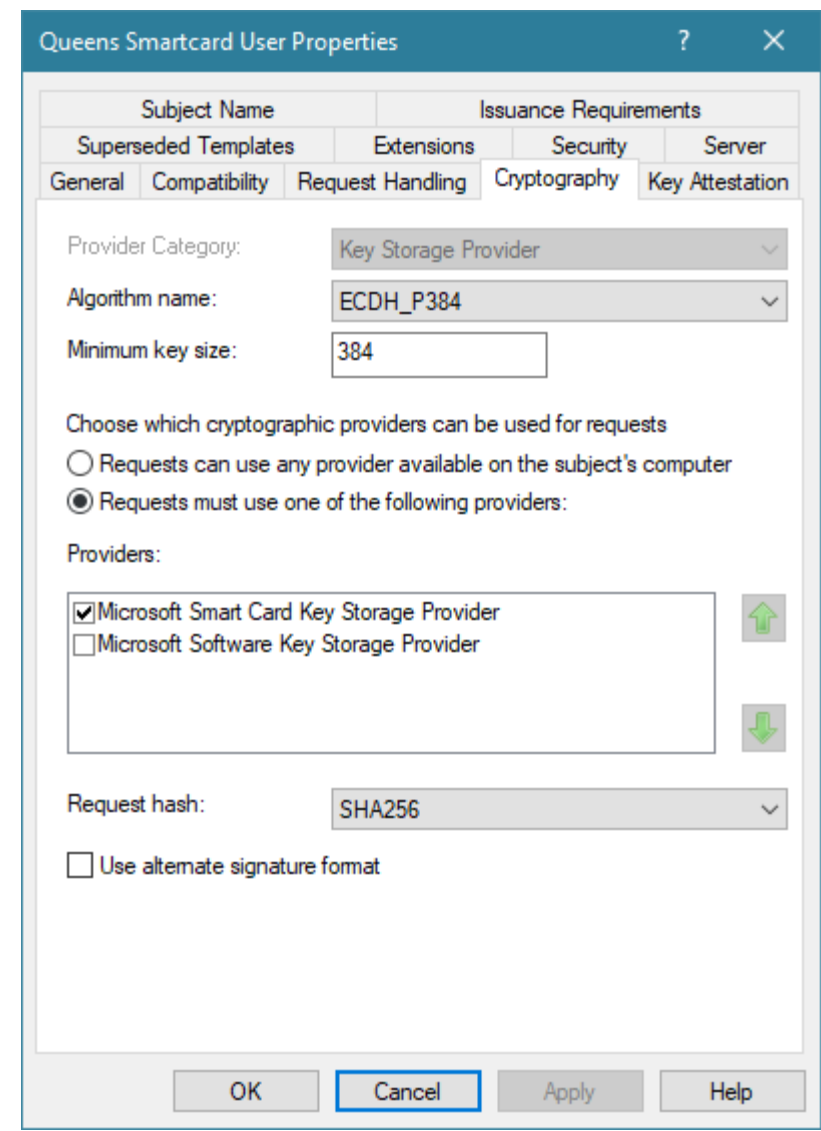 Queens Smartcard User Properties ? ×
Subject Name Issuance Requirements
Superseded Templates Extensions Security Server
General Compatibility Request Handling Cryptography Key Attestation
Provider Category: Key Storage Provider
Algorithm name: ECDH_P384
Minimum key size: 384
Choose which cryptographic providers can be used for requests
Requests can use any provider available on the subject's computer
Requests must use one of the following providers:
Providers:
Microsoft Smart Card Key Storage Provider
Microsoft Software Key Storage Provider
Request hash: SHA256
Use alternate signature format
OK Cancel Apply Help